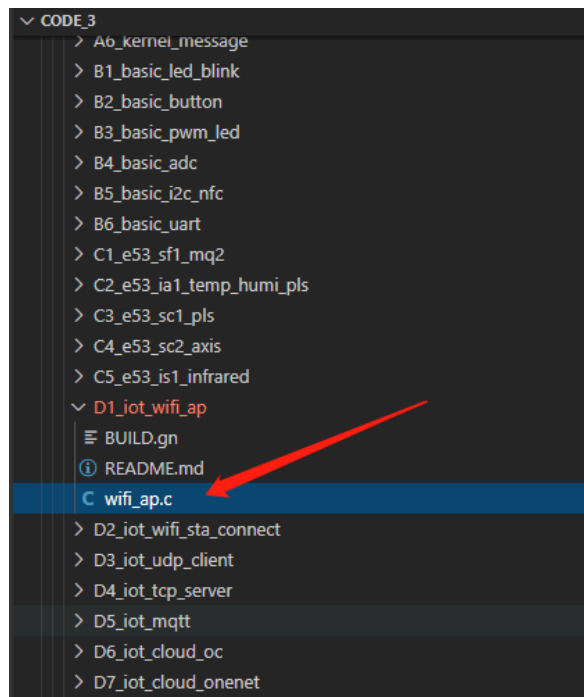 CODE_3
A6_kernel_message
B1_basic_led_blink
B2_basic_button
B3_basic_pwm_led
B4_basic_adc
B5_basic_i2c_nfc
B6_basic_uart
C1_e53_sf1_mq2
C2_e53_ia1_temp_humi_pls
C3_e53_sc1_pls
C4_e53_sc2_axis
C5_e53_is1_infrared
D1_iot_wifi_ap
BUILD.gn
README.md
C wifi_ap.c
D2_iot_wifi_sta_connect
D3_iot_udp_client
D4_iot_tcp_server
D5_iot_mqtt
D6_iot_cloud_oc
D7_iot_cloud_onenet